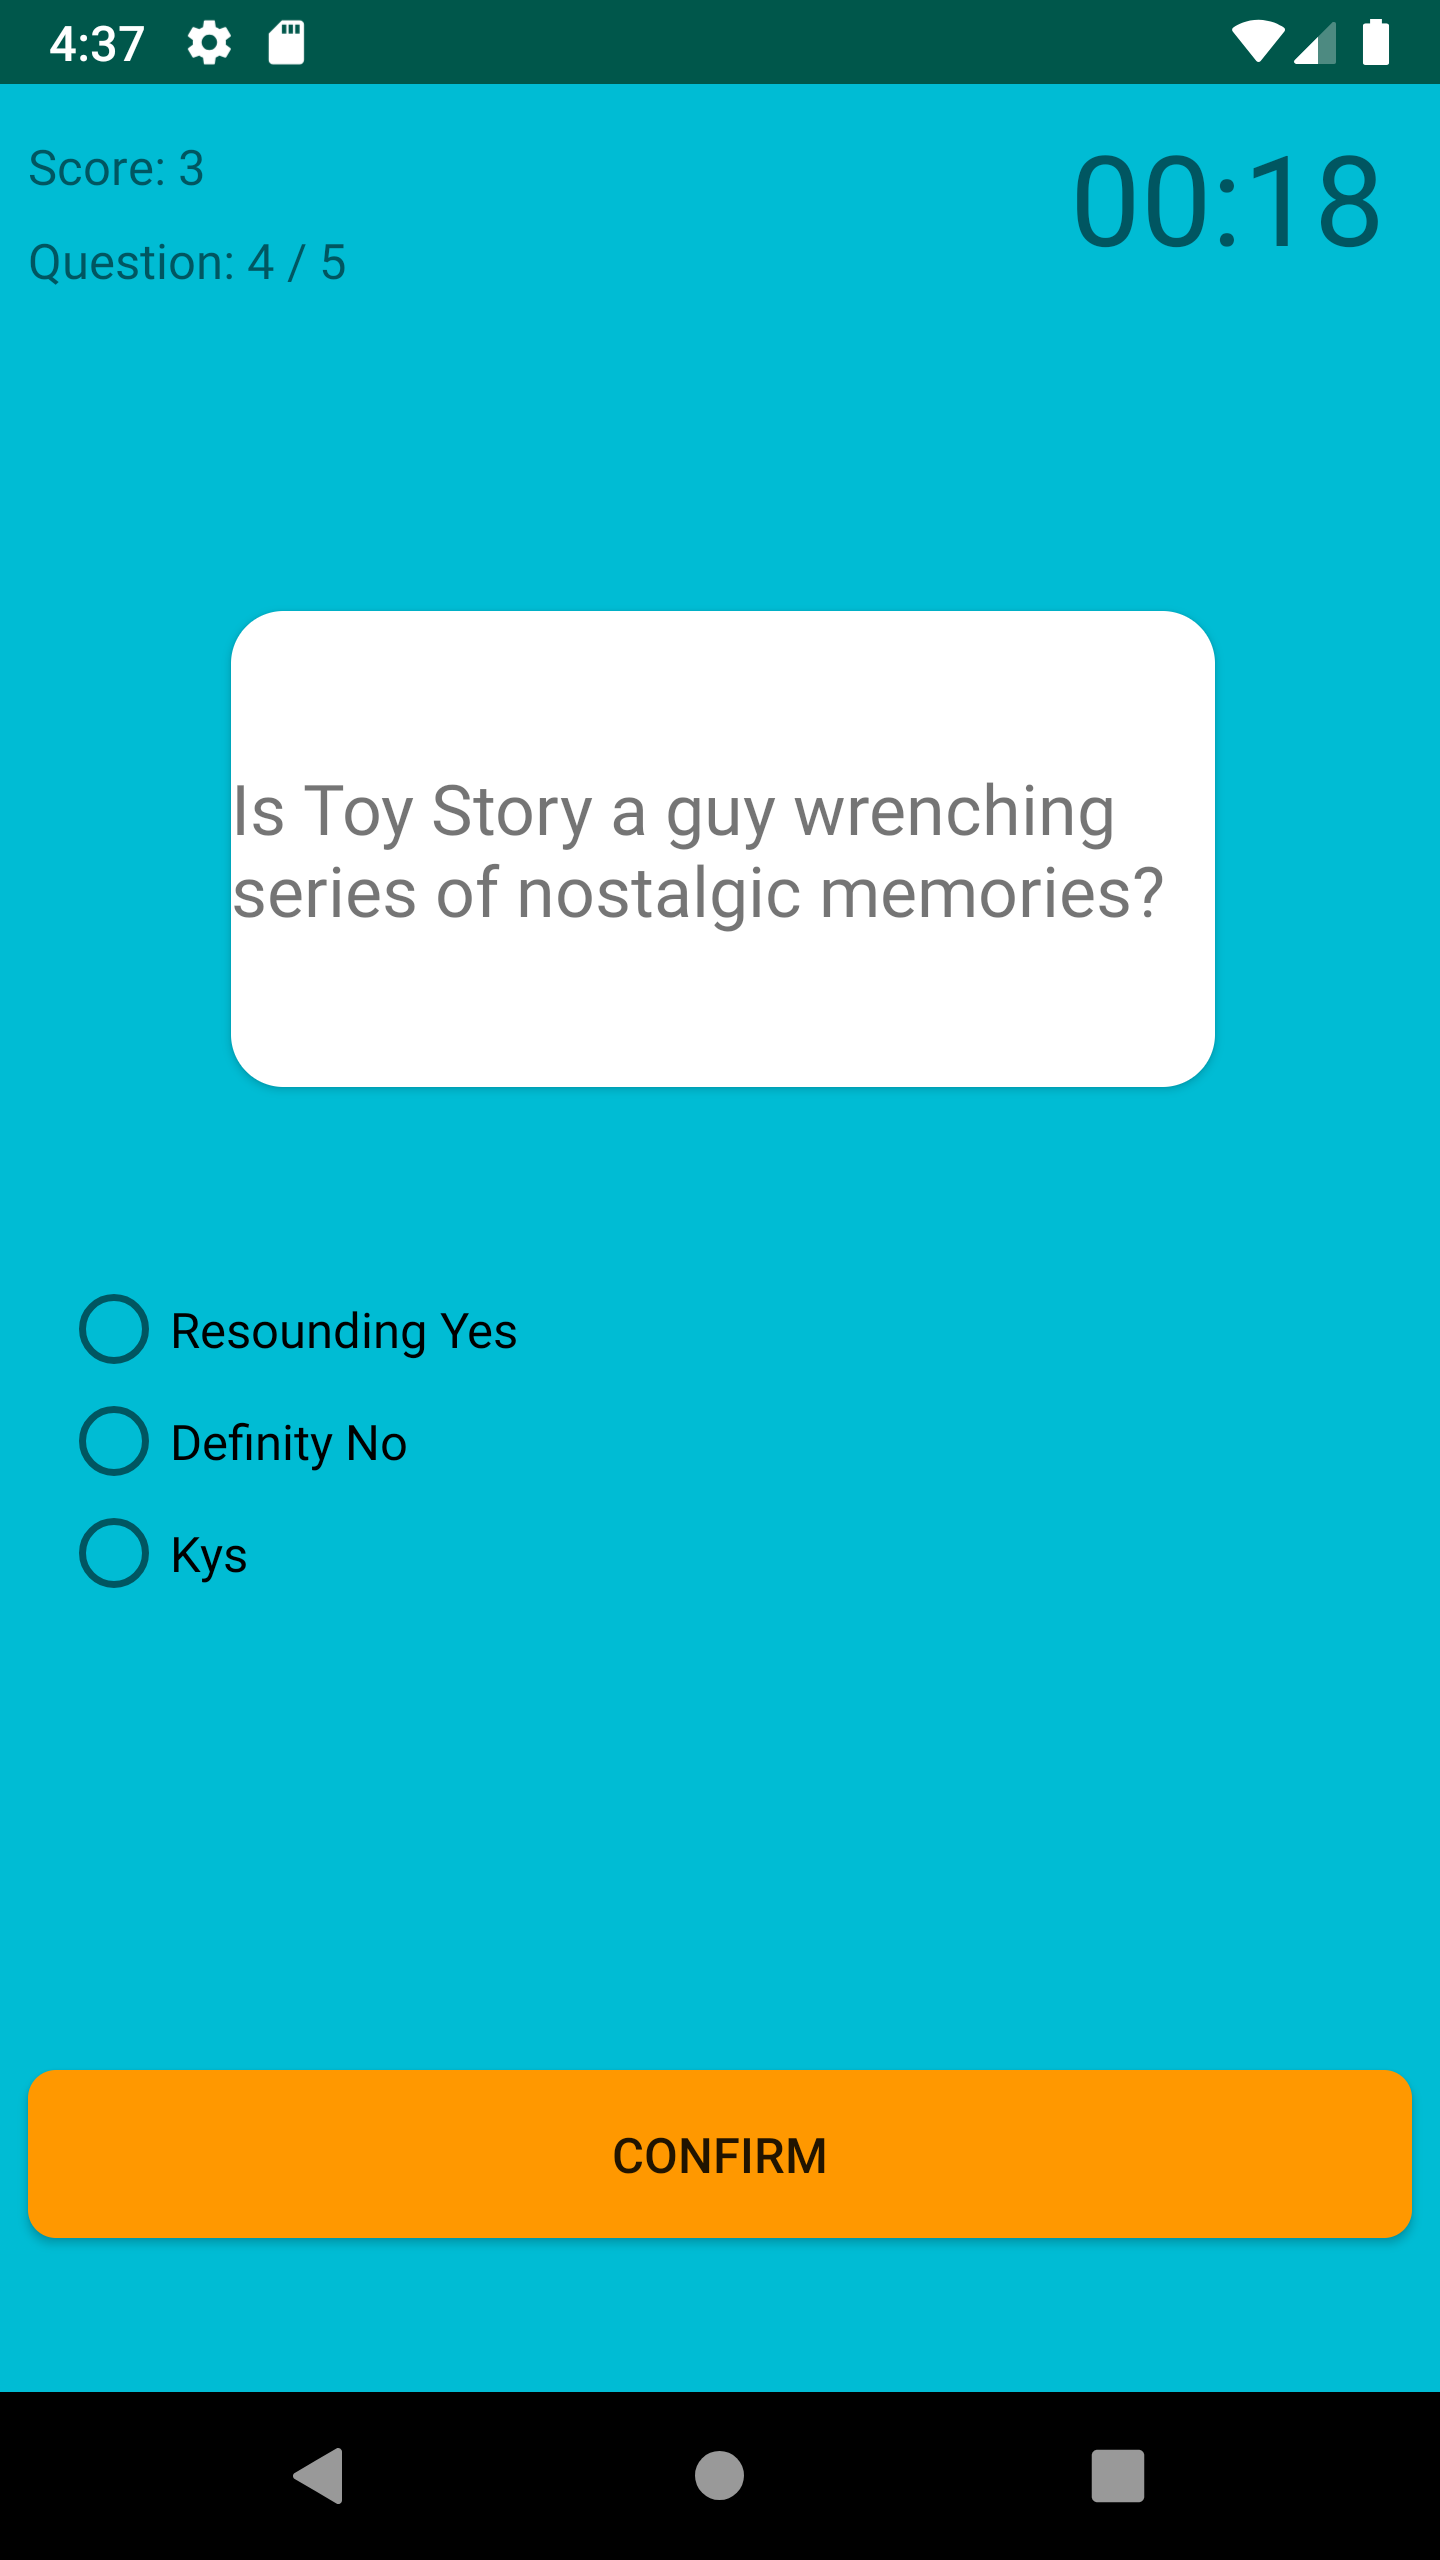 4:37
Score: 3
00:18
Question: 4 / 5
Is Toy Story a guy wrenching
series of nostalgic memories?
Resounding Yes
Definity No
Kys
CONFIRM